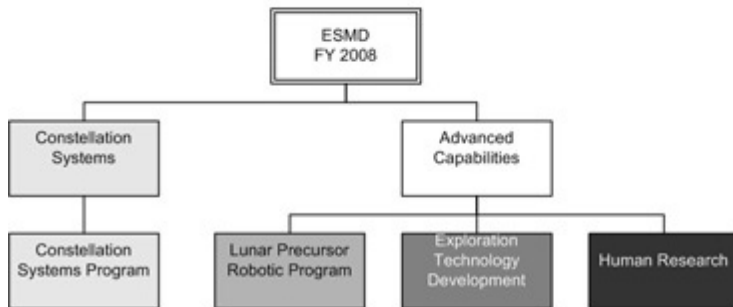 ESMD
FY 2008
Constellation
Systems
Advanced
Capabilities
Constellation
Systems Program
Lunar Precursor
Robotic Program
Exploration
Technology
Development
Human Research